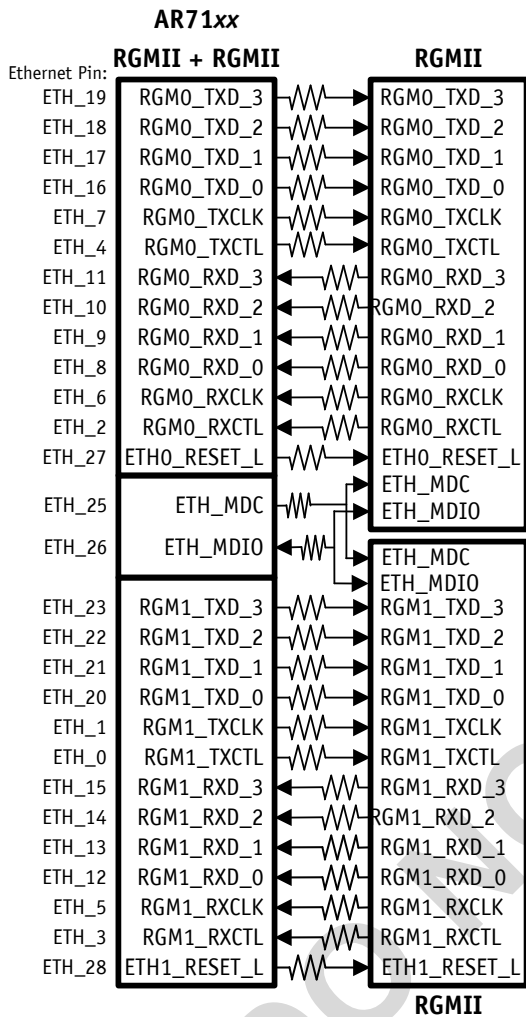 AR71xx
RGMII + RGMII RGMII
Ethernet Pin:
ETH_19 RGM0_TXD_3 RGM0_TXD_3
ETH_18 RGM0_TXD_2 RGM0_TXD_2
ETH_17 RGM0_TXD_1 RGM0_TXD_1
ETH_16 RGM0_TXD_0 RGM0_TXD_0
ETH_7 RGM0_TXCLK RGM0_TXCLK
ETH_4 RGM0_TXCTL RGM0_TXCTL
ETH_11 RGM0_RXD_3 RGM0_RXD_3
ETH_10 RGM0_RXD_2 RGM0_RXD_2
ETH_9 RGM0_RXD_1 RGM0_RXD_1
ETH_8 RGM0_RXD_0 RGM0_RXD_0
ETH_6 RGM0_RXCLK RGM0_RXCLK
ETH_2 RGM0_RXCTL RGM0_RXCTL
ETH_27 ETH0_RESET_L ETH0_RESET_L
ETH_MDC
ETH_25 ETH_MDC ETH_MDIO
ETH_26 ETH_MDIO ETH_MDC
ETH_MDIO
ETH_23 RGM1_TXD_3 RGM1_TXD_3
ETH_22 RGM1_TXD_2 RGM1_TXD_2
ETH_21 RGM1_TXD_1 RGM1_TXD_1
ETH_20 RGM1_TXD_0 RGM1_TXD_0
ETH_1 RGM1_TXCLK RGM1_TXCLK
ETH_0 RGM1_TXCTL RGM1_TXCTL
ETH_15 RGM1_RXD_3 RGM1_RXD_3
ETH_14 RGM1_RXD_2 RGM1_RXD_2
ETH_13 RGM1_RXD_1 RGM1_RXD_1
ETH_12 RGM1_RXD_0 RGM1_RXD_0
ETH_5 RGM1_RXCLK RGM1_RXCLK
ETH_3 RGM1_RXCTL RGM1_RXCTL
ETH_28 ETH1_RESET_L ETH1_RESET_L
RGMII